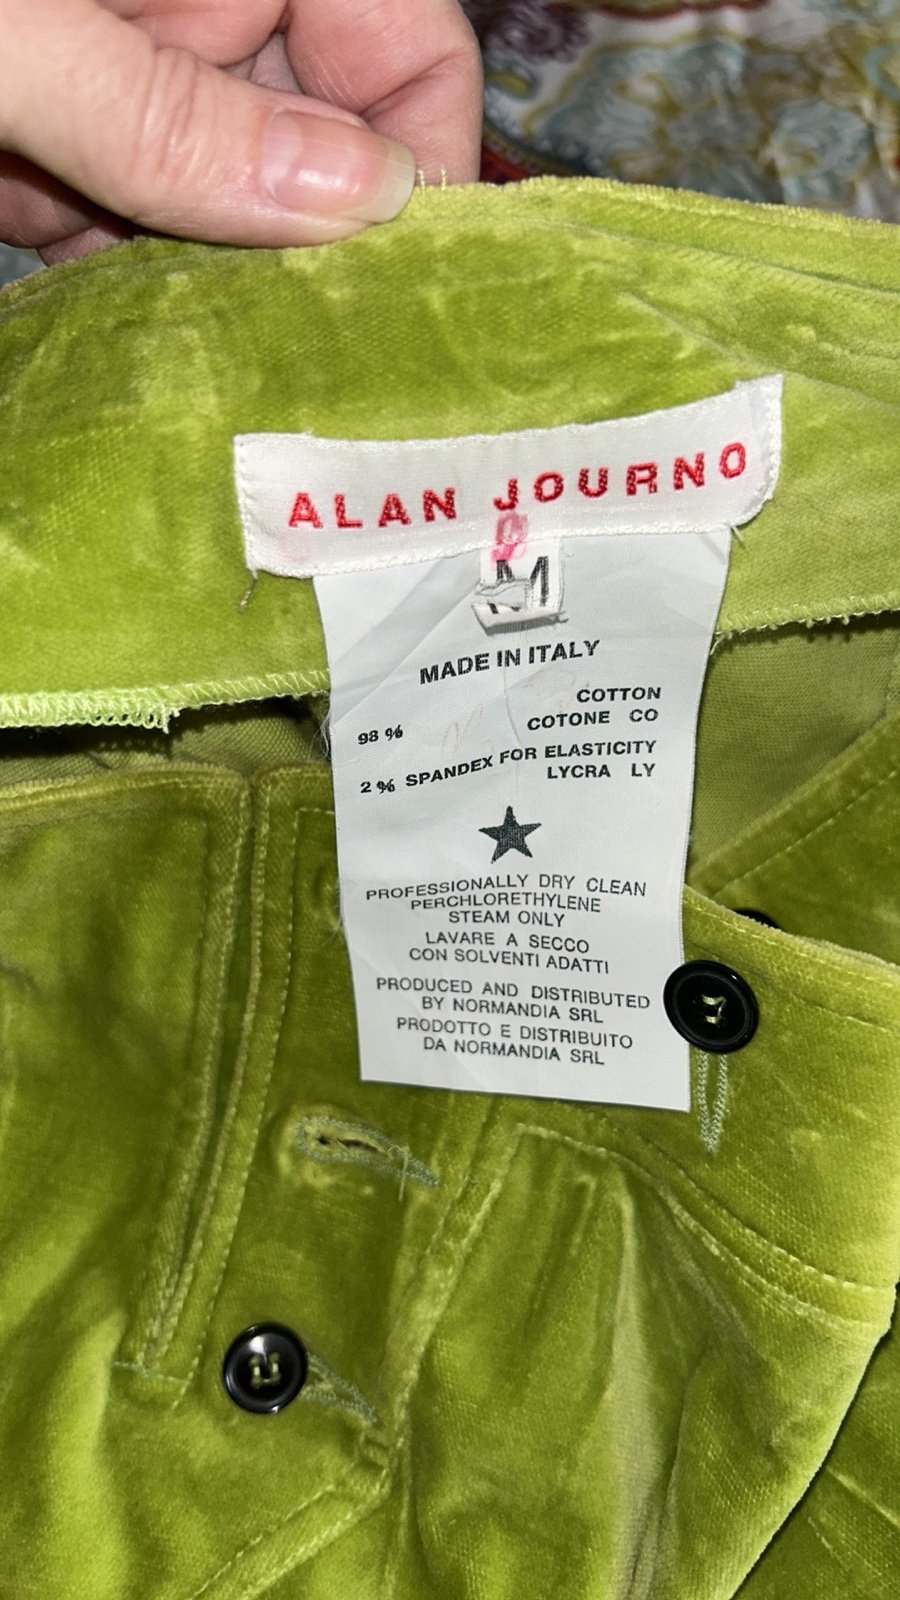 ALAN JOURNO
M
MADE IN ITALY
98 % COTTON
COTONE CO
2 % SPANDEX FOR ELASTICITY
LYCRA LY
PROFESSIONALLY DRY CLEAN
PERCHLORETHYLENE
STEAM ONLY
LAVARE A SECCO
CON SOLVENTI ADATTI
PRODUCED AND DISTRIBUTED
BY NORMANDIA SRL
PRODOTTO E DISTRIBUITO
DA NORMANDIA SRL